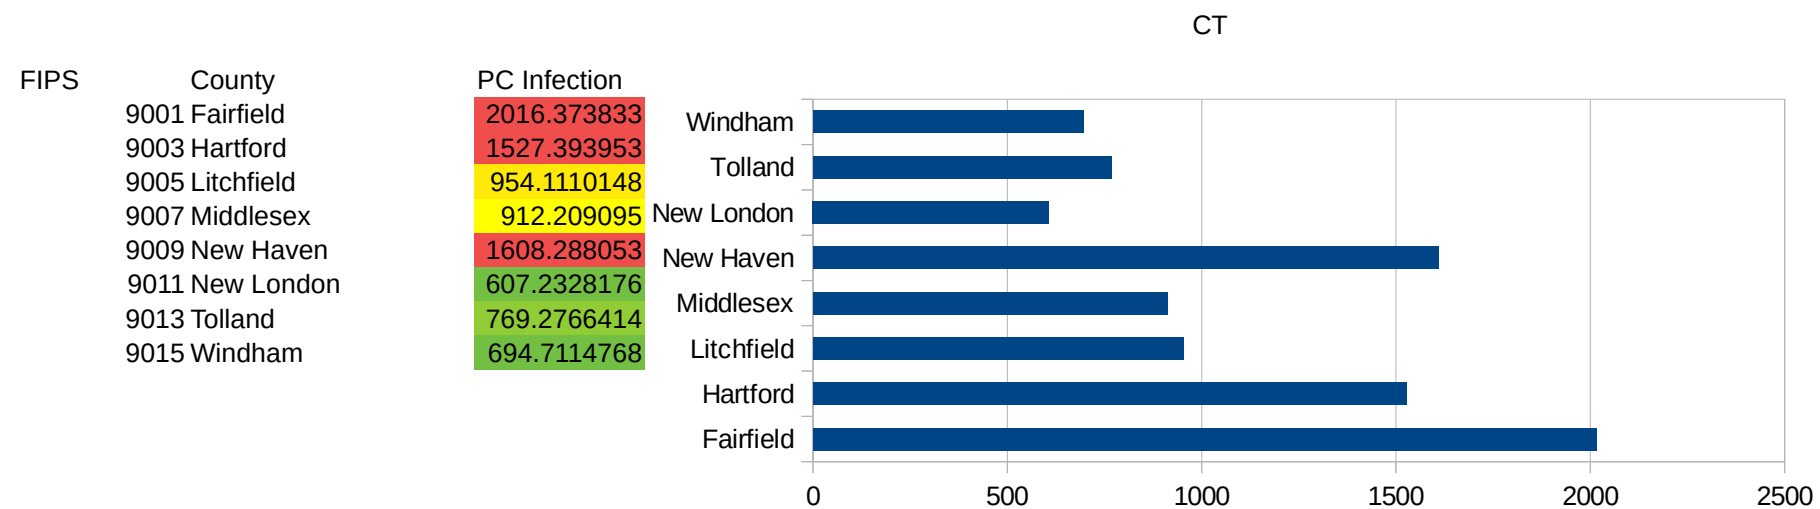 CT
FIPS County PC Infection
9001 Fairfield 2016.373833
9003 Hartford 1527.393953
9005 Litchfield 954.1110148
9007 Middlesex 912.209095
9009 New Haven 1608.288053
9011 New London 607.2328176
9013 Tolland 769.2766414
9015 Windham 694.7114768
Windham
Tolland
New London
New Haven
Middlesex
Litchfield
Hartford
Fairfield
0 500 1000 1500 2000 2500